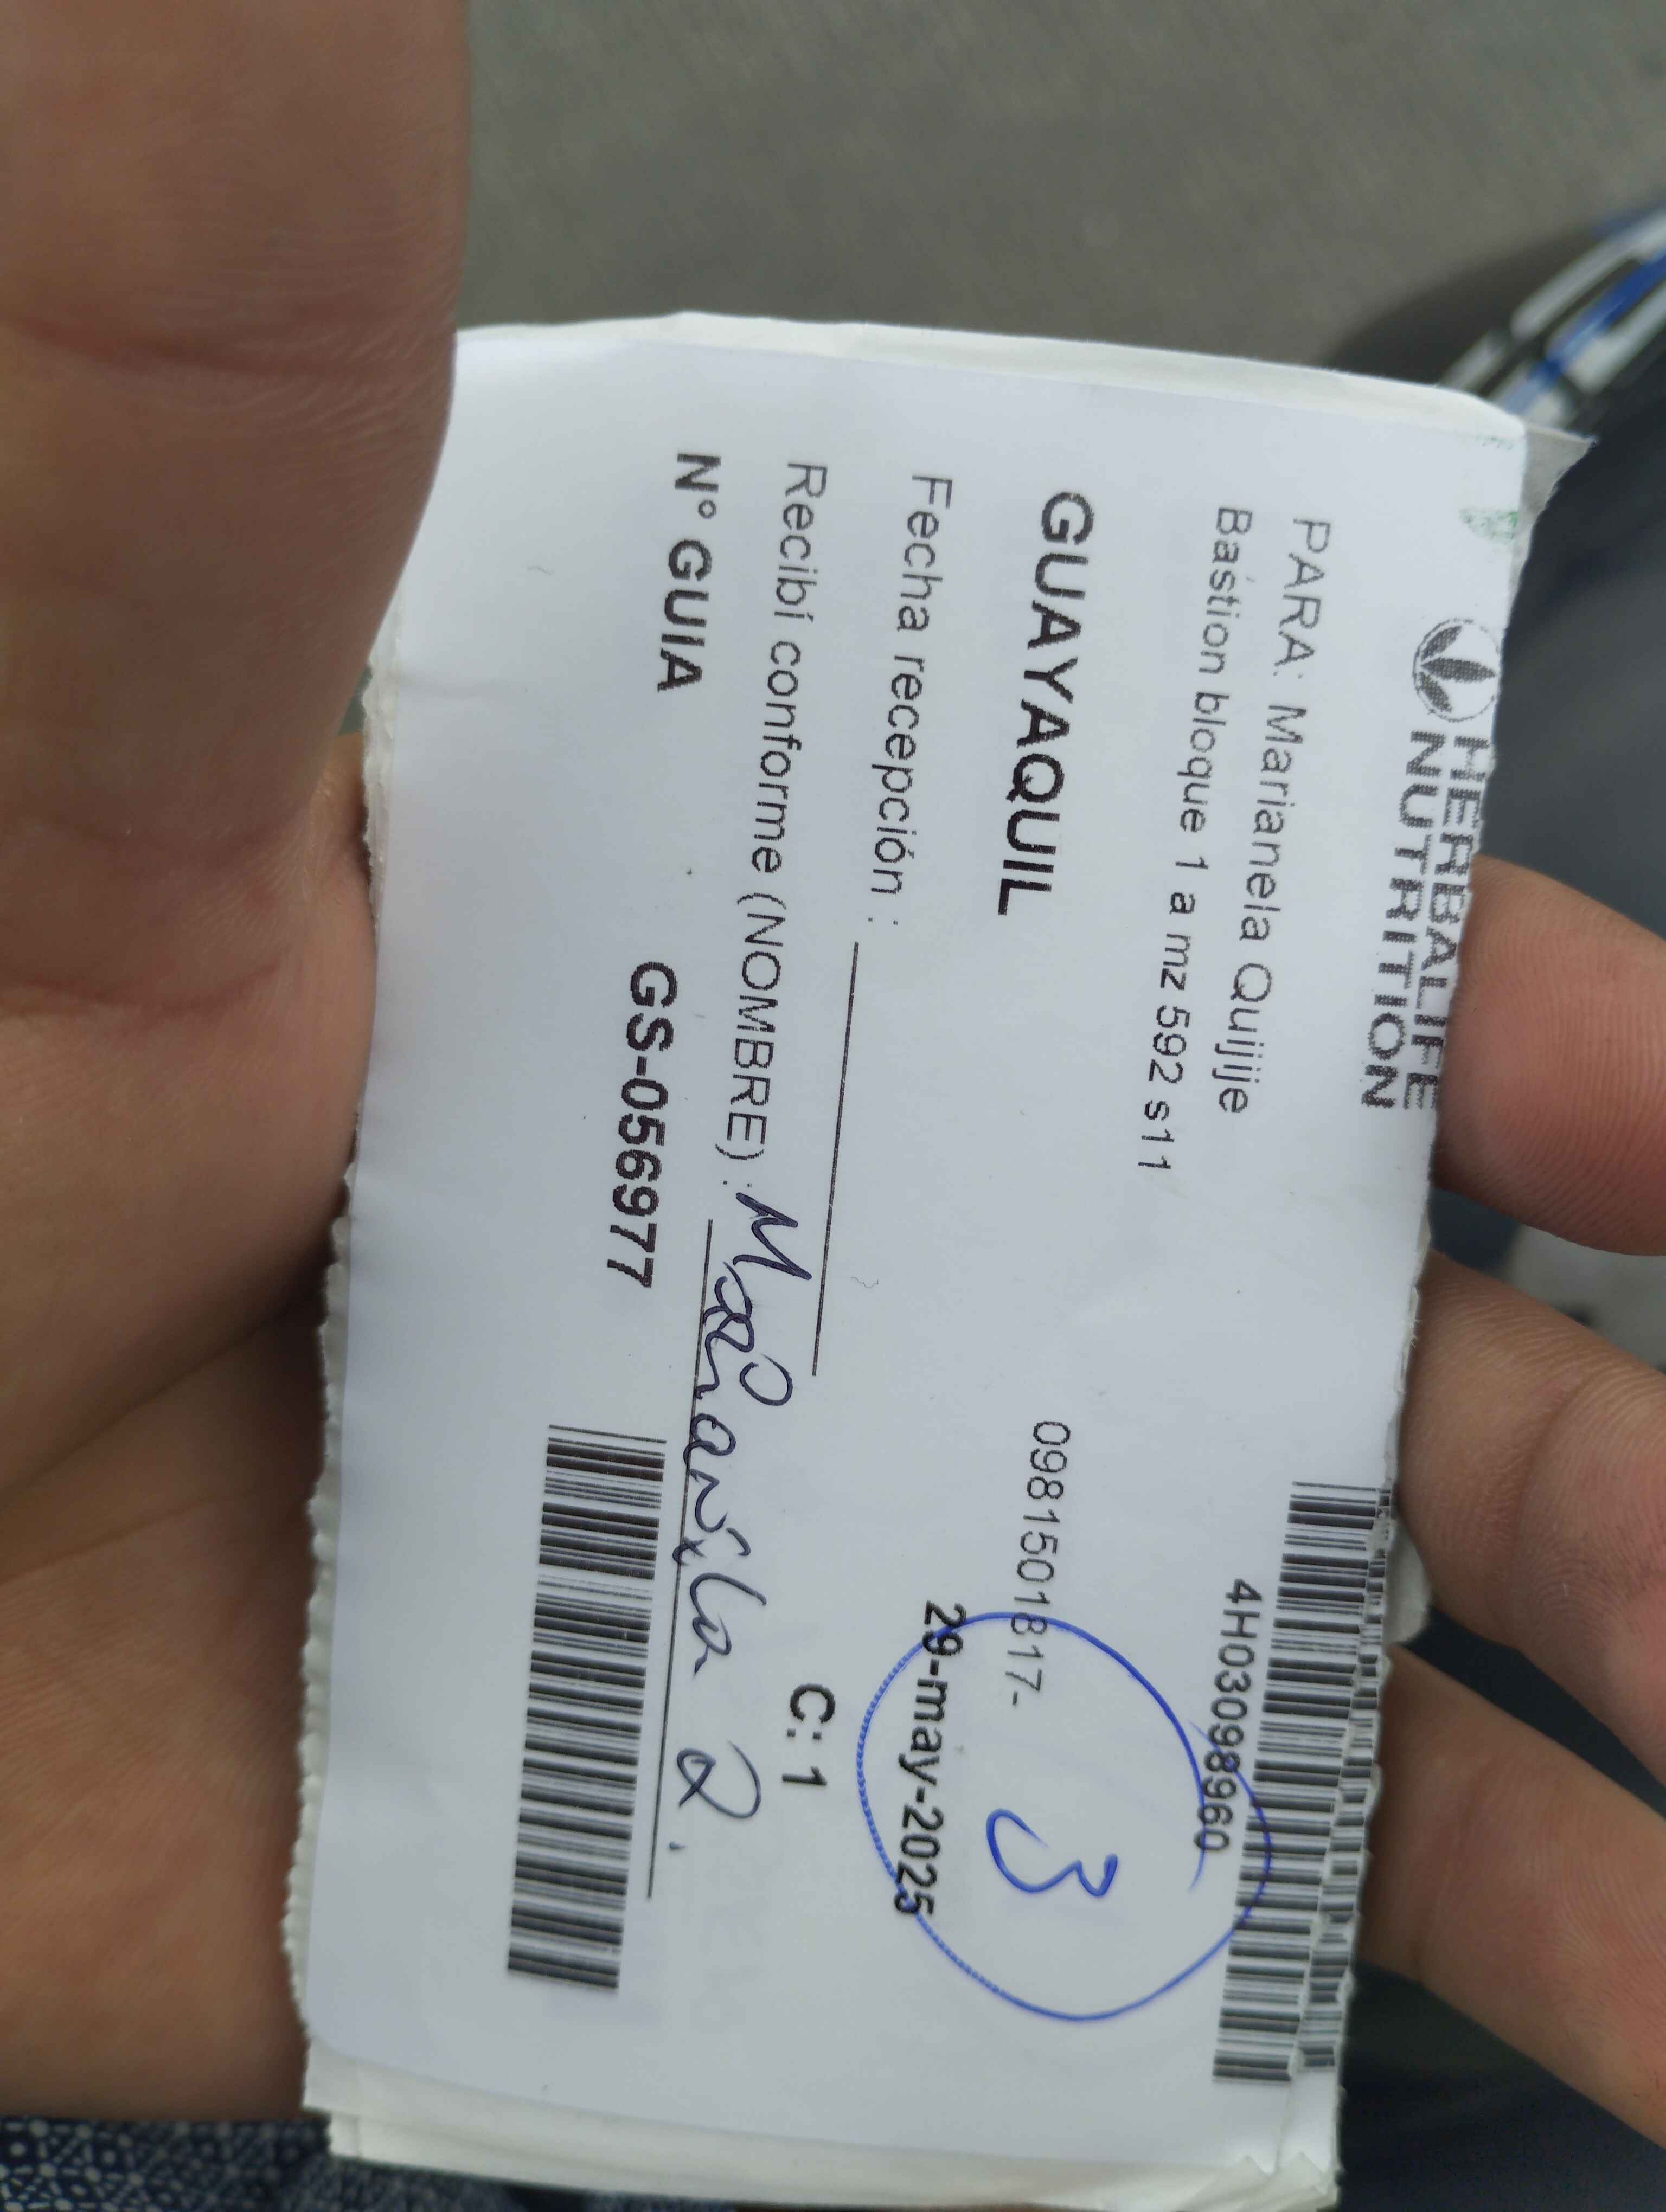 HERBALIFE
NUTRITION
4H03098960
PARA: Marianela Quijije
Bastion bloque 1 a mz 592 s11
GUAYAQUIL
0981501817-
3
Fecha recepción :
29-may-2025
Recibí conforme (NOMBRE) :
C: 1
N° GUIA
GS-056977